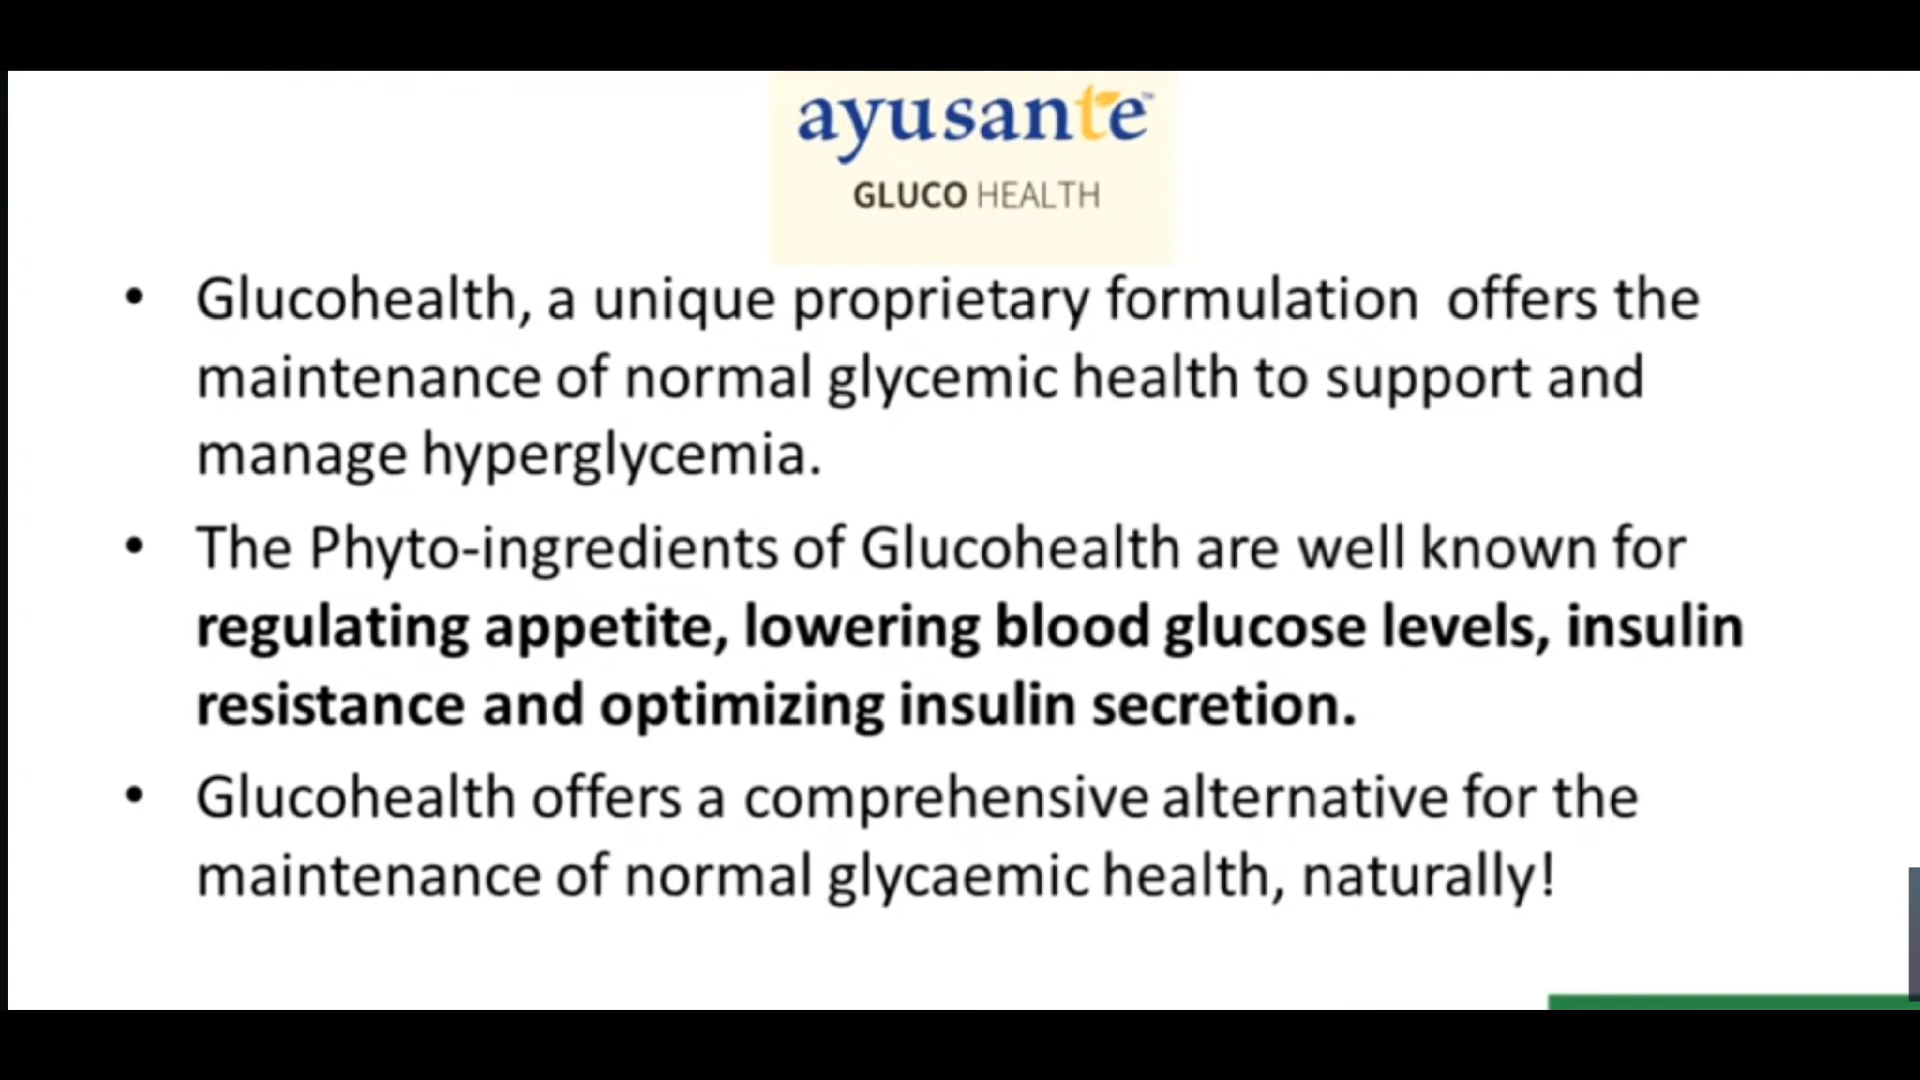 ayusante™
GLUCO HEALTH
• Glucohealth, a unique proprietary formulation offers the
maintenance of normal glycemic health to support and
manage hyperglycemia.
• The Phyto-ingredients of Glucohealth are well known for
regulating appetite, lowering blood glucose levels, insulin
resistance and optimizing insulin secretion.
• Glucohealth offers a comprehensive alternative for the
maintenance of normal glycaemic health, naturally!